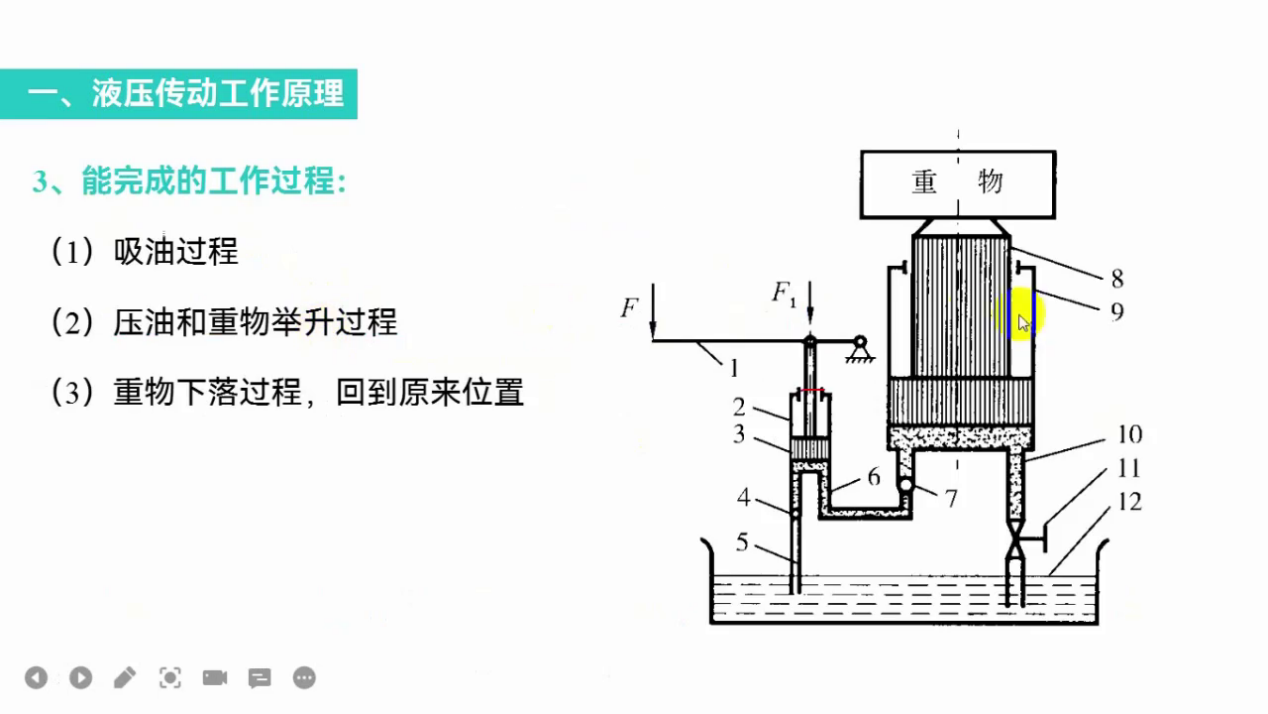 一、液压传动工作原理
3、能完成的工作过程:
（1）吸油过程
（2）压油和重物举升过程
（3）重物下落过程，回到原来位置
重 物
F
F₁
1
2
3
4
5
6
7
8
9
10
11
12